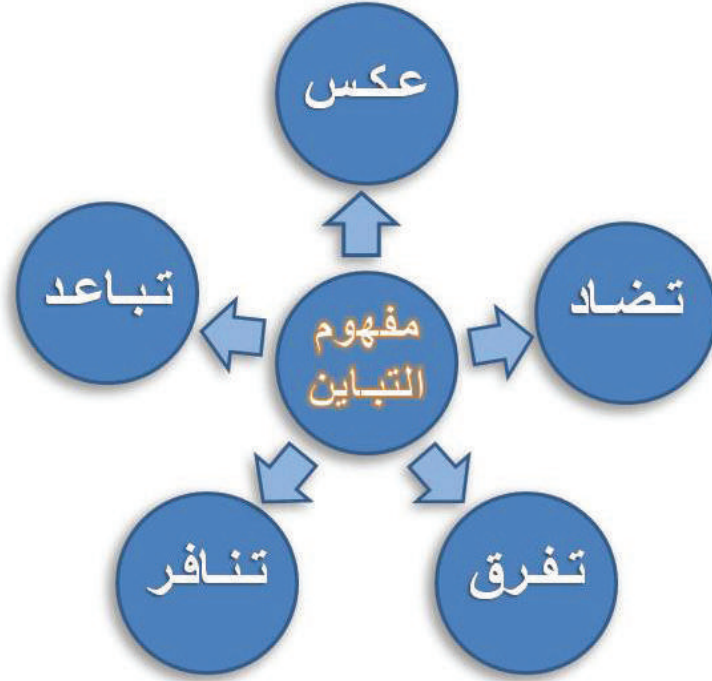 عكس
تضاد
تباعد
مفهوم
التباين
تفرق
تنافر